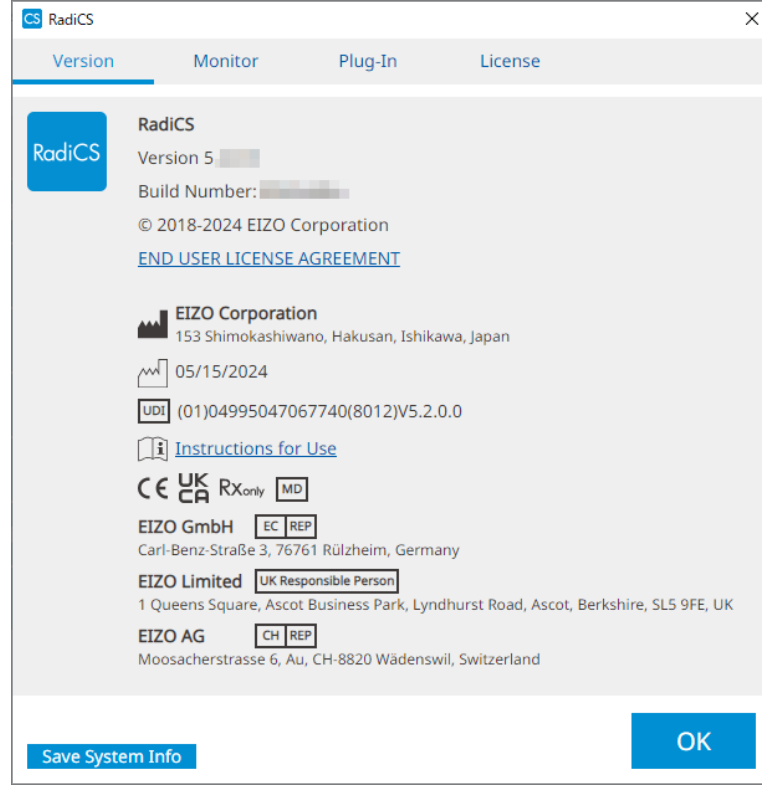 CS RadiCS
Version Monitor Plug-In License
RadiCS
RadiCS
Version 5.
Build Number:
© 2018-2024 EIZO Corporation
END USER LICENSE AGREEMENT
EIZO Corporation
153 Shimokashiwano, Hakusan, Ishikawa, Japan
05/15/2024
UDI (01)04995047067740(8012)V5.2.0.0
i Instructions for Use
CE UK CA Rx only MD
EIZO GmbH EC REP
Carl-Benz-Straße 3, 76761 Rülzheim, Germany
EIZO Limited UK Responsible Person
1 Queens Square, Ascot Business Park, Lyndhurst Road, Ascot, Berkshire, SL5 9FE, UK
EIZO AG CH REP
Moosacherstrasse 6, Au, CH-8820 Wädenswil, Switzerland
Save System Info
OK